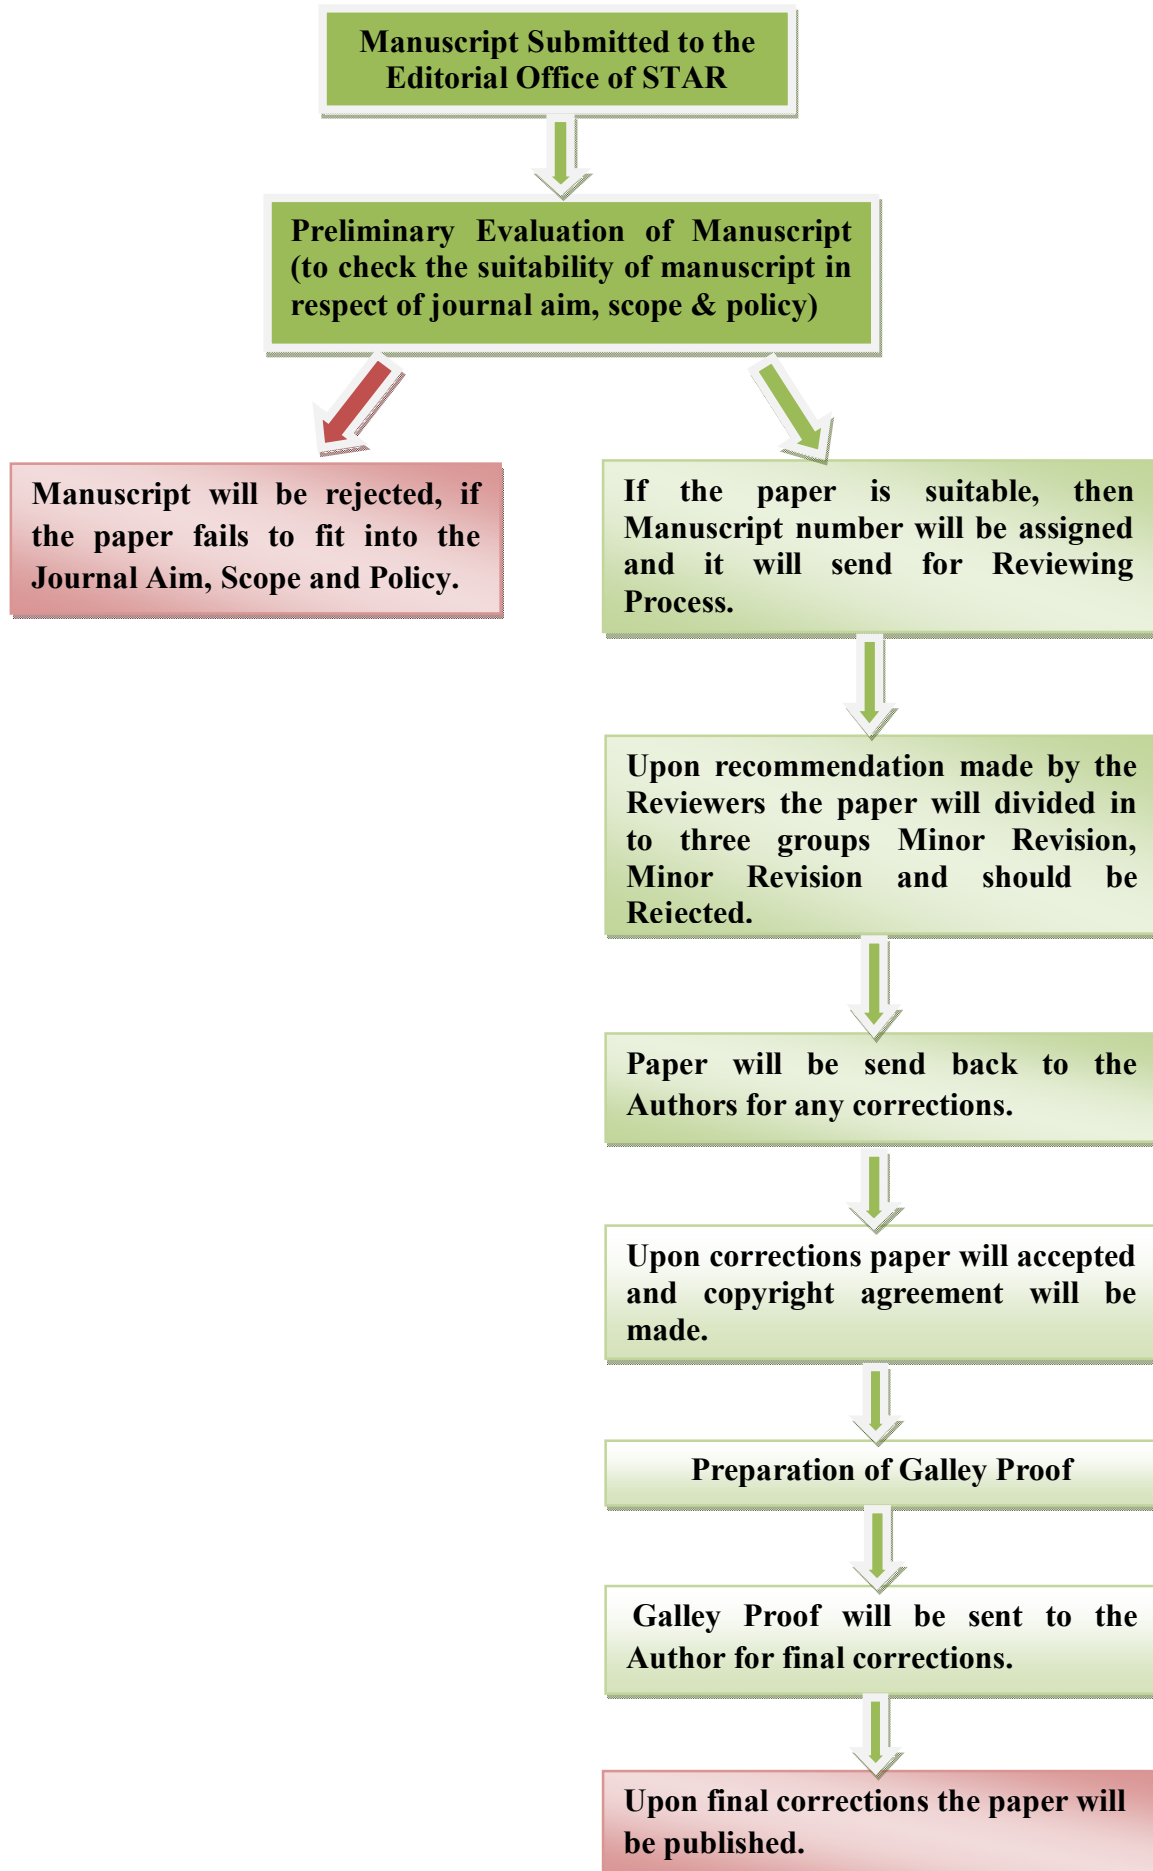 Manuscript Submitted to the
Editorial Office of STAR
Preliminary Evaluation of Manuscript
(to check the suitability of manuscript in
respect of journal aim, scope & policy)
Manuscript will be rejected, if
the paper fails to fit into the
Journal Aim, Scope and Policy.
If the paper is suitable, then
Manuscript number will be assigned
and it will send for Reviewing
Process.
Upon recommendation made by the
Reviewers the paper will divided in
to three groups Minor Revision,
Minor Revision and should be
Rejected.
Paper will be send back to the
Authors for any corrections.
Upon corrections paper will accepted
and copyright agreement will be
made.
Preparation of Galley Proof
Galley Proof will be sent to the
Author for final corrections.
Upon final corrections the paper will
be published.